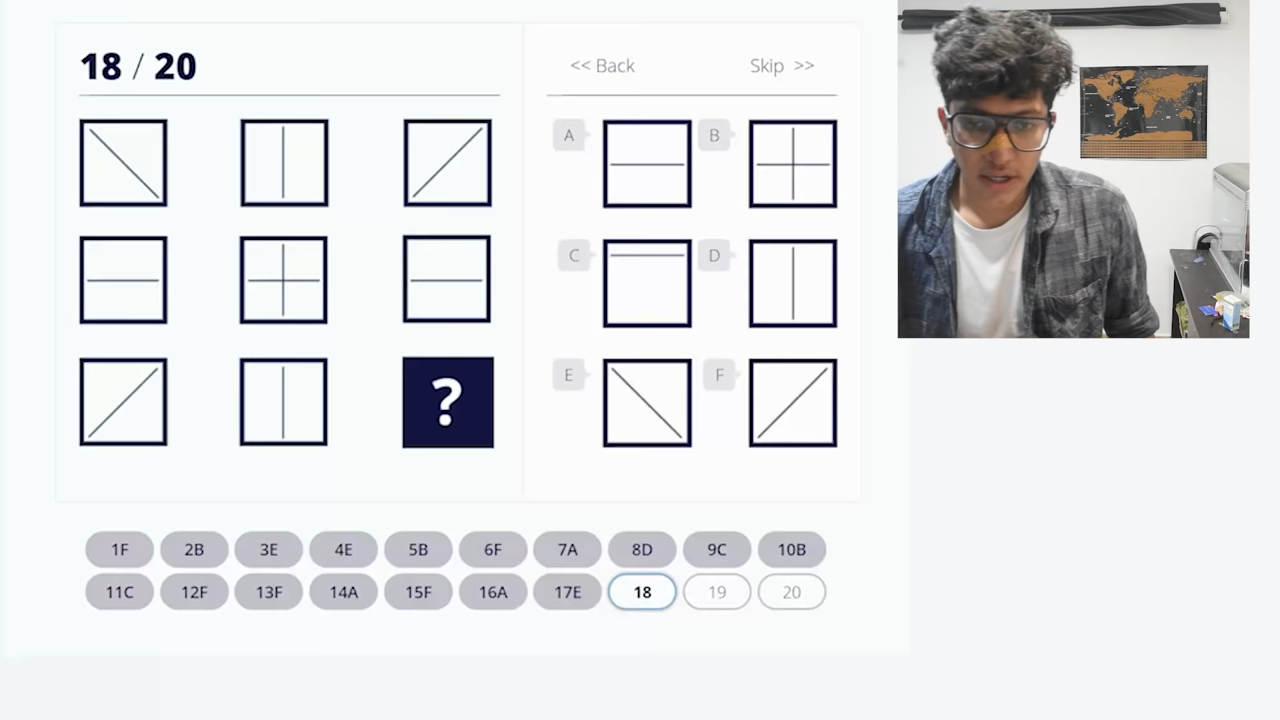 18 / 20
<< Back
Skip >>
A
B
C
D
E
F
?
1F 2B 3E 4E 5B 6F 7A 8D 9C 10B
11C 12F 13F 14A 15F 16A 17E 18 19 20